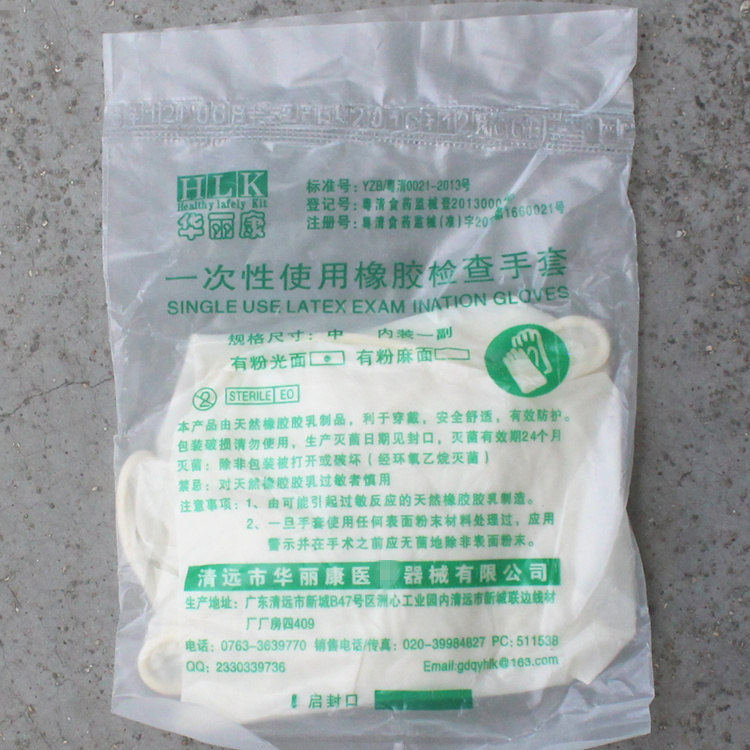 HLK
Healthy lafely Kit
华丽康
标准号：YZB/粤清0021-2013号
登记号：粤清食药监械登2013000
注册号：粤清食药监械(准)字20 1660021号
一次性使用橡胶检查手套
SINGLE USE LATEX EXAM INATION GLOVES
规格尺寸：中 内装一副
有粉光面 有粉麻面
2 STERILE EO
本产品由天然橡胶胶乳制品，利于穿戴，安全舒适，有效防护。
包装破损请勿使用，生产灭菌日期见封口，灭菌有效期24个月
灭菌：除非包装被打开或破坏（经环氧乙烷灭菌）
禁忌：对天然橡胶胶乳过敏者慎用
注意事项：1、由可能引起过敏反应的天然橡胶胶乳制造。
2、一旦手套使用任何表面粉末材料处理过，应用
警示并在手术之前应无菌地除非表面粉末。
清远市华丽康医 器械有限公司
生产地址：广东清远市新城B47号区洲心工业园内清远市新城联边线材
厂厂房四409
电话：0763-3639770 销售电话/传真：020-39984827 PC：511538
QQ：2330339736 Email:gdqyhlk@163.com
启封口